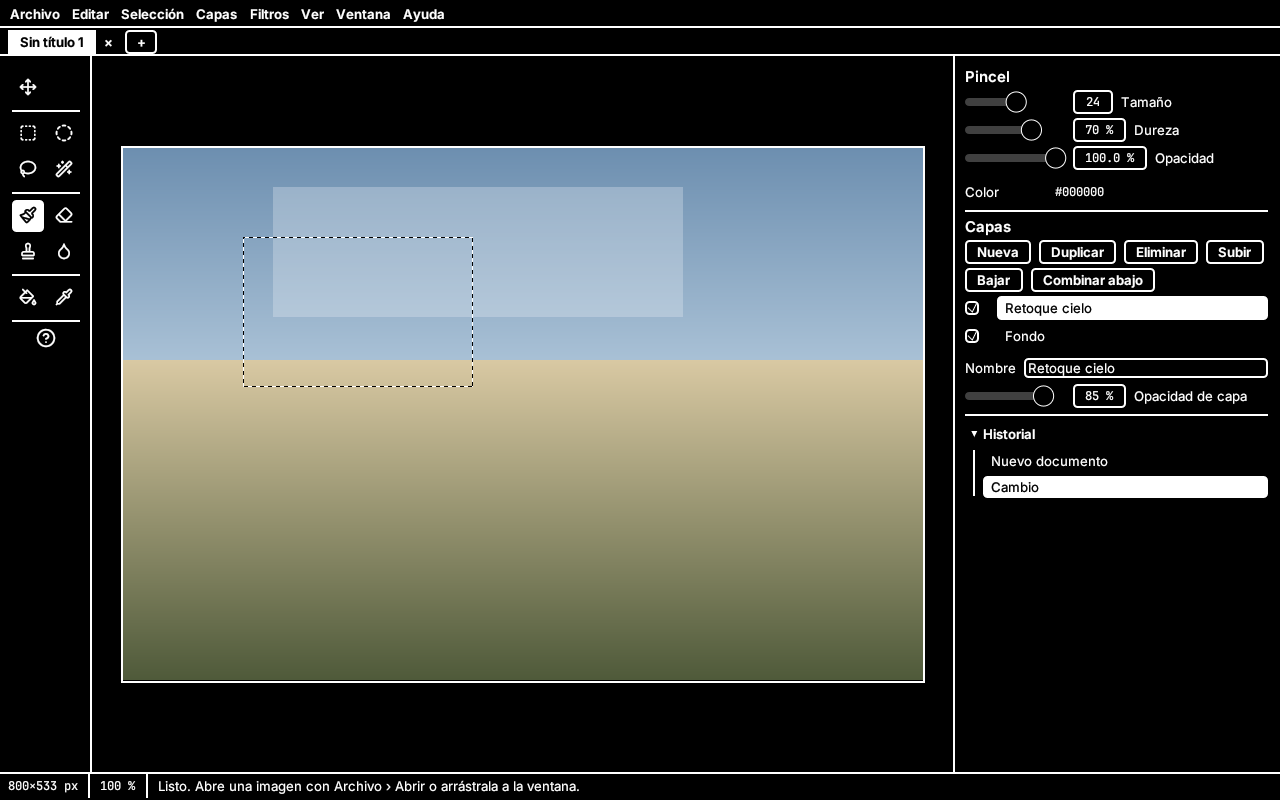 Archivo Editar Selección Capas Filtros Ver Ventana Ayuda
Sin título 1 × +
Pincel
24 Tamaño
70 % Dureza
100.0 % Opacidad
Color #000000
Capas
Nueva Duplicar Eliminar Subir
Bajar Combinar abajo
Retoque cielo
Fondo
Nombre Retoque cielo
85 % Opacidad de capa
▼ Historial
Nuevo documento
Cambio
800×533 px 100 % Listo. Abre una imagen con Archivo › Abrir o arrástrala a la ventana.